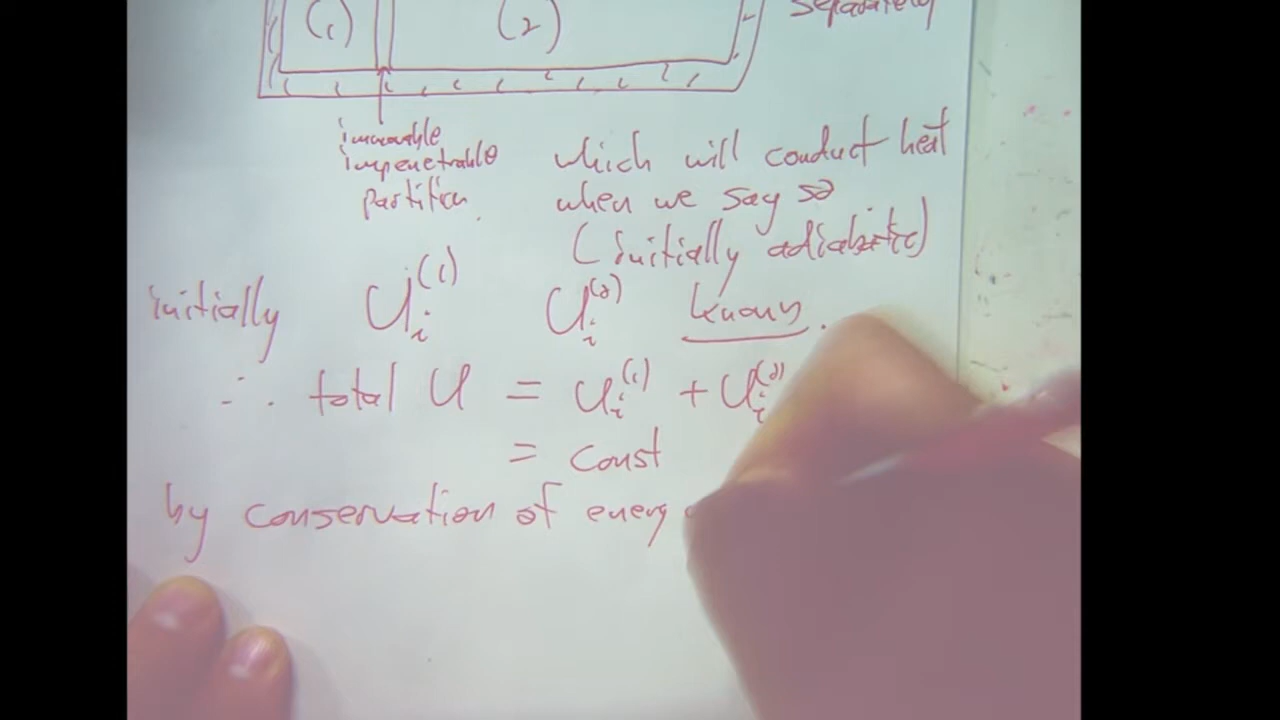 (1) (2) separately
immovable
impenetrable which will conduct heat
partition. when we say so
(initially adiabatic)
initially U_i^(1) U_i^(2) known.
∴ total U = U_i^(1) + U_i^(2)
= const
by conservation of energ